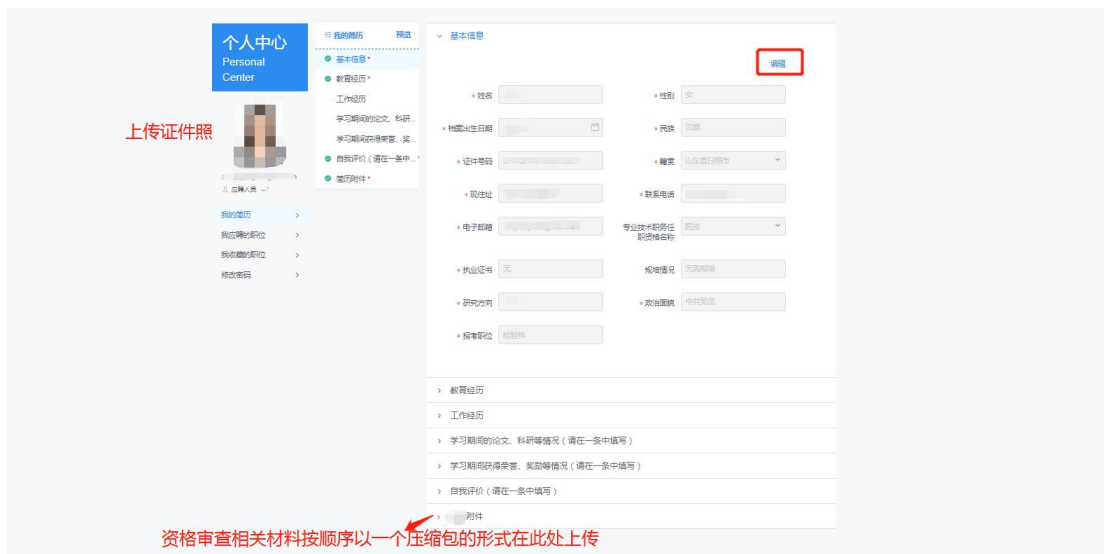 个人中心
Personal
Center
上传证件照
应聘人员
我的简历
我应聘的职位
我收藏的职位
修改密码
我的简历 预览
基本信息*
教育经历*
工作经历
学习期间的论文、科研...
学习期间获得荣誉、奖...
自我评价(请在一条中...*
简历附件*
基本信息
编辑
*姓名
*性别 女
*档案出生日期
*民族 汉族
*证件号码
*籍贯 山东省日照市
*现住址
*联系电话
*电子邮箱
专业技术职务任
职资格名称 医技
*执业证书 无
规培情况 无需规培
*研究方向
*政治面貌 中共党员
*报考职位 检验科
教育经历
工作经历
学习期间的论文、科研等情况(请在一条中填写)
学习期间获得荣誉、奖励等情况(请在一条中填写)
自我评价(请在一条中填写)
附件
资格审查相关材料按顺序以一个压缩包的形式在此处上传